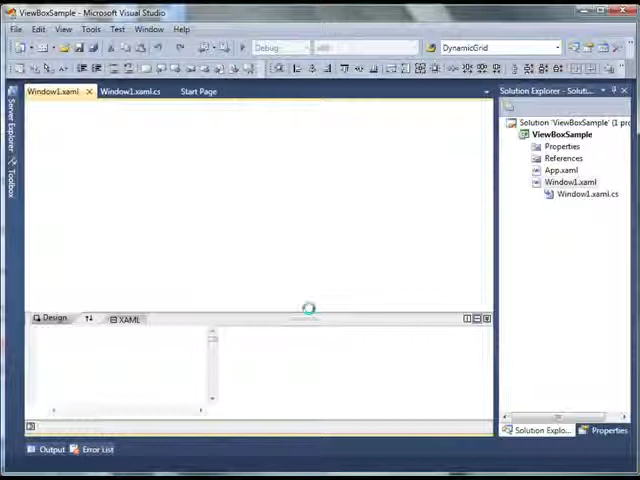 ViewBoxSample - Microsoft Visual Studio
File Edit View Tools Test Window Help
Debug DynamicGrid
Window1.xaml Window1.xaml.cs Start Page
Solution Explorer - Soluti...
Server Explorer
Toolbox
Solution 'ViewBoxSample' (1 pro
ViewBoxSample
Properties
References
App.xaml
Window1.xaml
Window1.xaml.cs
Design XAML
Solution Explo... Properties
Output Error List